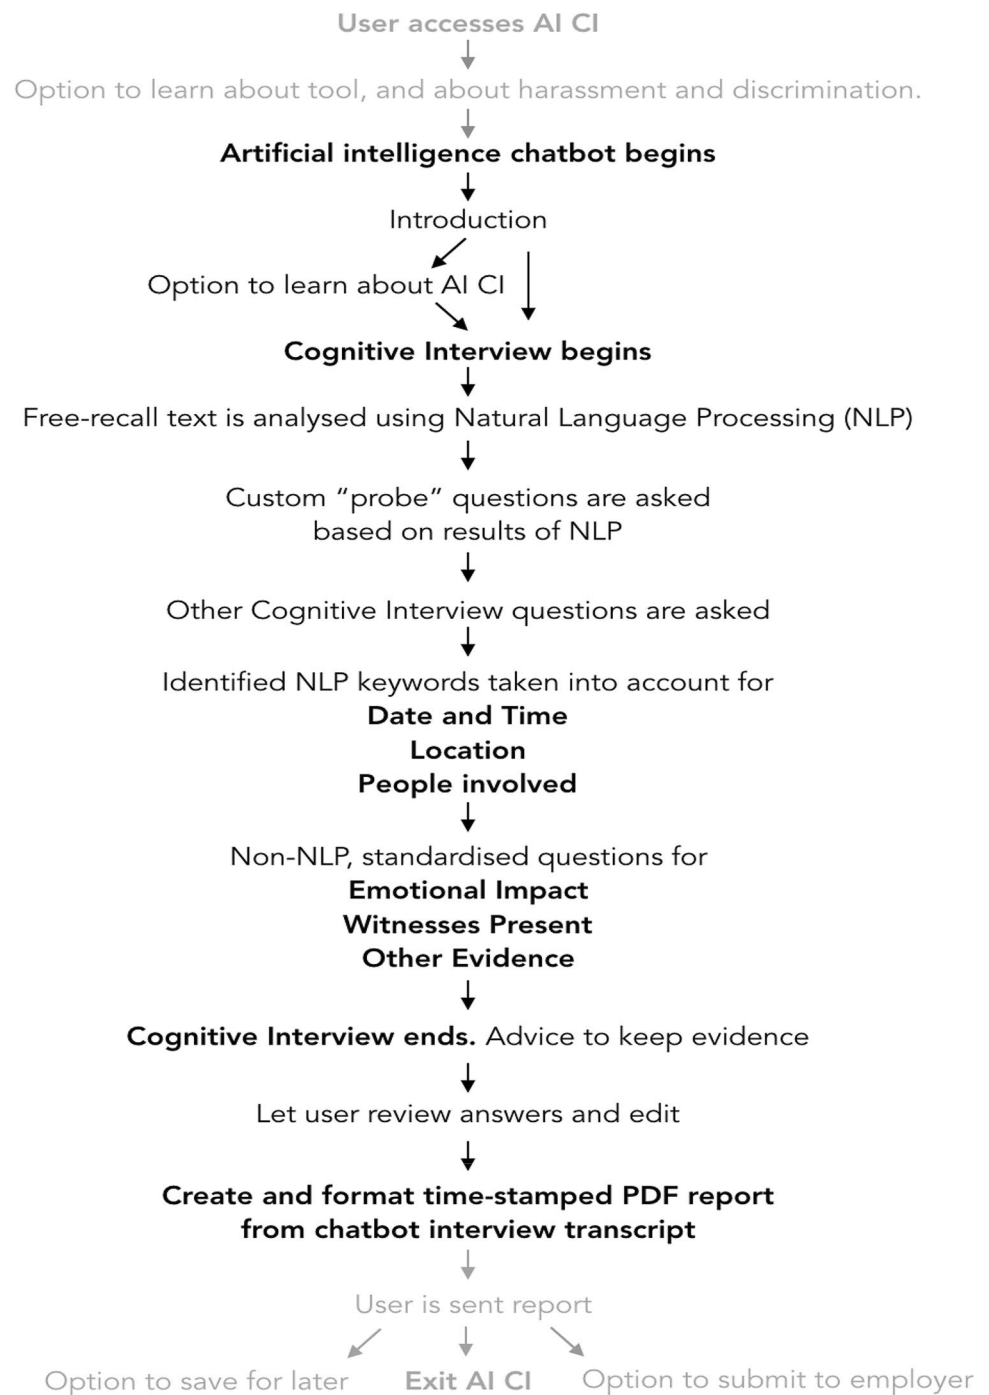 User accesses AI CI
Option to learn about tool, and about harassment and discrimination.
Artificial intelligence chatbot begins
Introduction
Option to learn about AI CI
Cognitive Interview begins
Free-recall text is analysed using Natural Language Processing (NLP)
Custom “probe” questions are asked
based on results of NLP
Other Cognitive Interview questions are asked
Identified NLP keywords taken into account for
Date and Time
Location
People involved
Non-NLP, standardised questions for
Emotional Impact
Witnesses Present
Other Evidence
Cognitive Interview ends. Advice to keep evidence
Let user review answers and edit
Create and format time-stamped PDF report
from chatbot interview transcript
User is sent report
Option to save for later
Exit AI CI
Option to submit to employer